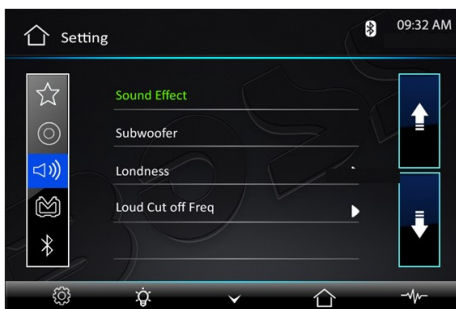 Setting
09:32 AM
Sound Effect
Subwoofer
Londness
Loud Cut off Freq